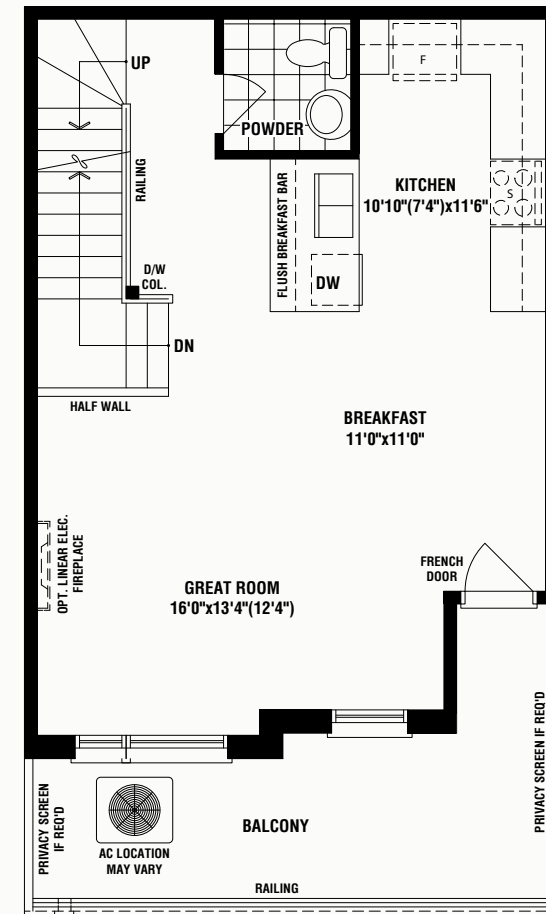 UP
F
POWDER
RAILING
FLUSH BREAKFAST BAR
KITCHEN
10'10"(7'4")x11'6"
S
D/W
COL.
DW
DN
HALF WALL
BREAKFAST
11'0"x11'0"
OPT. LINEAR ELEC.
FIREPLACE
FRENCH
DOOR
GREAT ROOM
16'0"x13'4"(12'4")
PRIVACY SCREEN
IF REQ'D
PRIVACY SCREEN IF REQ'D
BALCONY
AC LOCATION
MAY VARY
RAILING